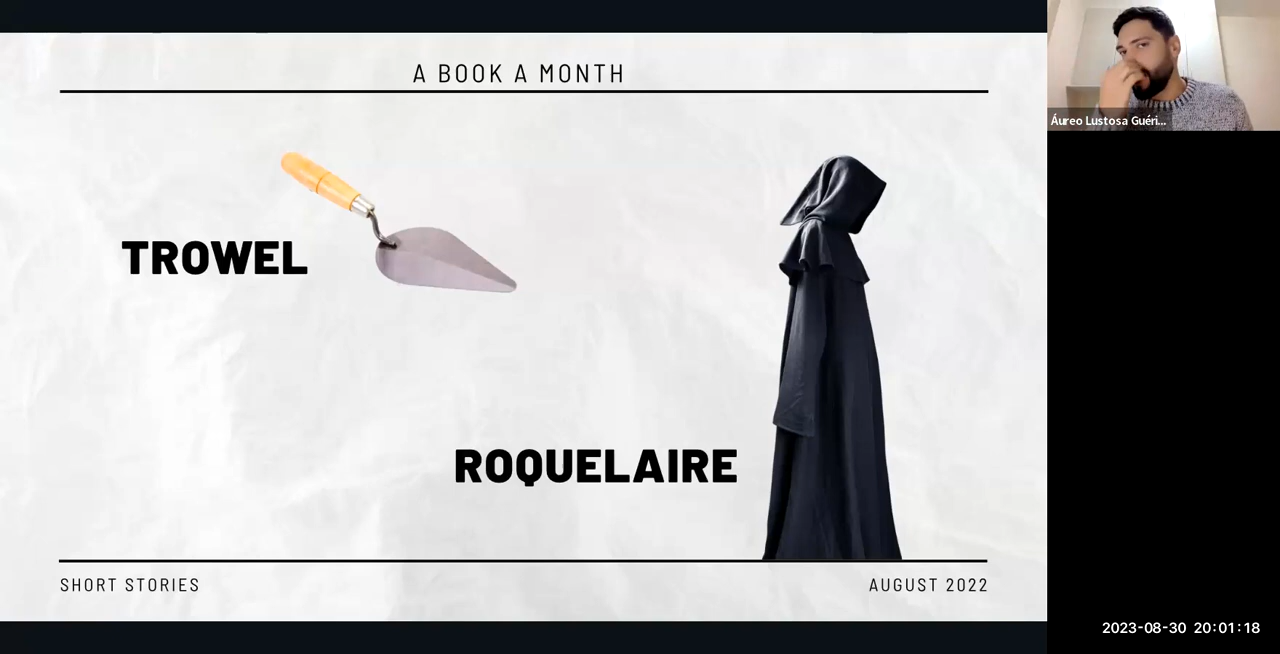 A BOOK A MONTH
TROWEL
ROQUELAIRE
SHORT STORIES
AUGUST 2022
Áureo Lustosa Guéri...
2023-08-30 20:01:18